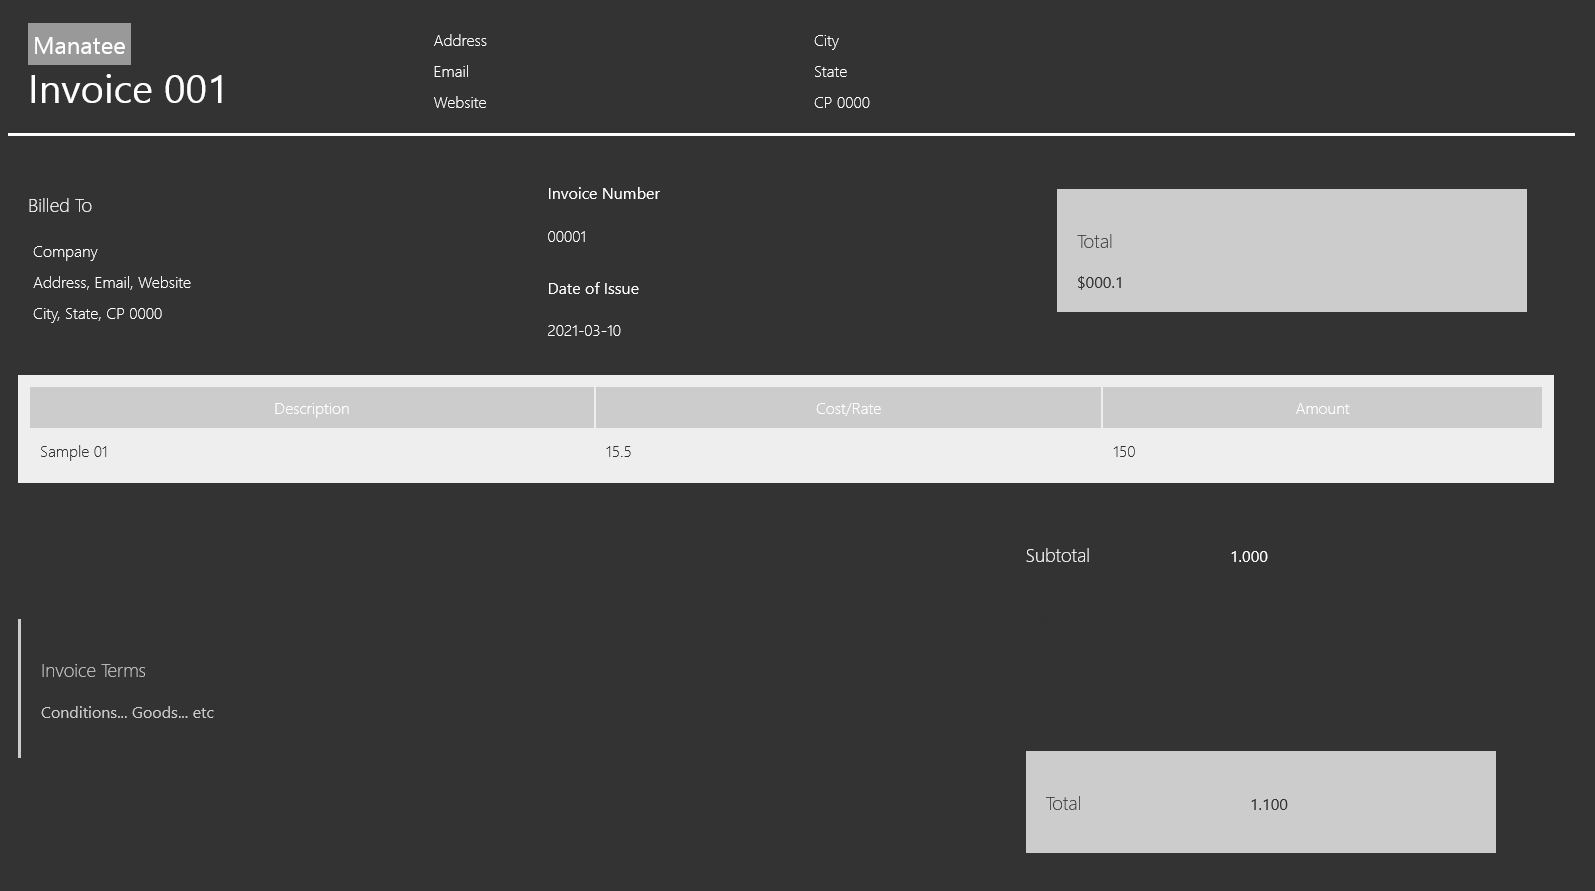 Manatee
Invoice 001
Address
Email
Website
City
State
CP 0000
Billed To
Company
Address, Email, Website
City, State, CP 0000
Invoice Number
00001
Date of Issue
2021-03-10
Total
$000.1
Description Cost/Rate Amount
Sample 01 15.5 150
Subtotal 1.000
Invoice Terms
Conditions... Goods... etc
Total 1.100